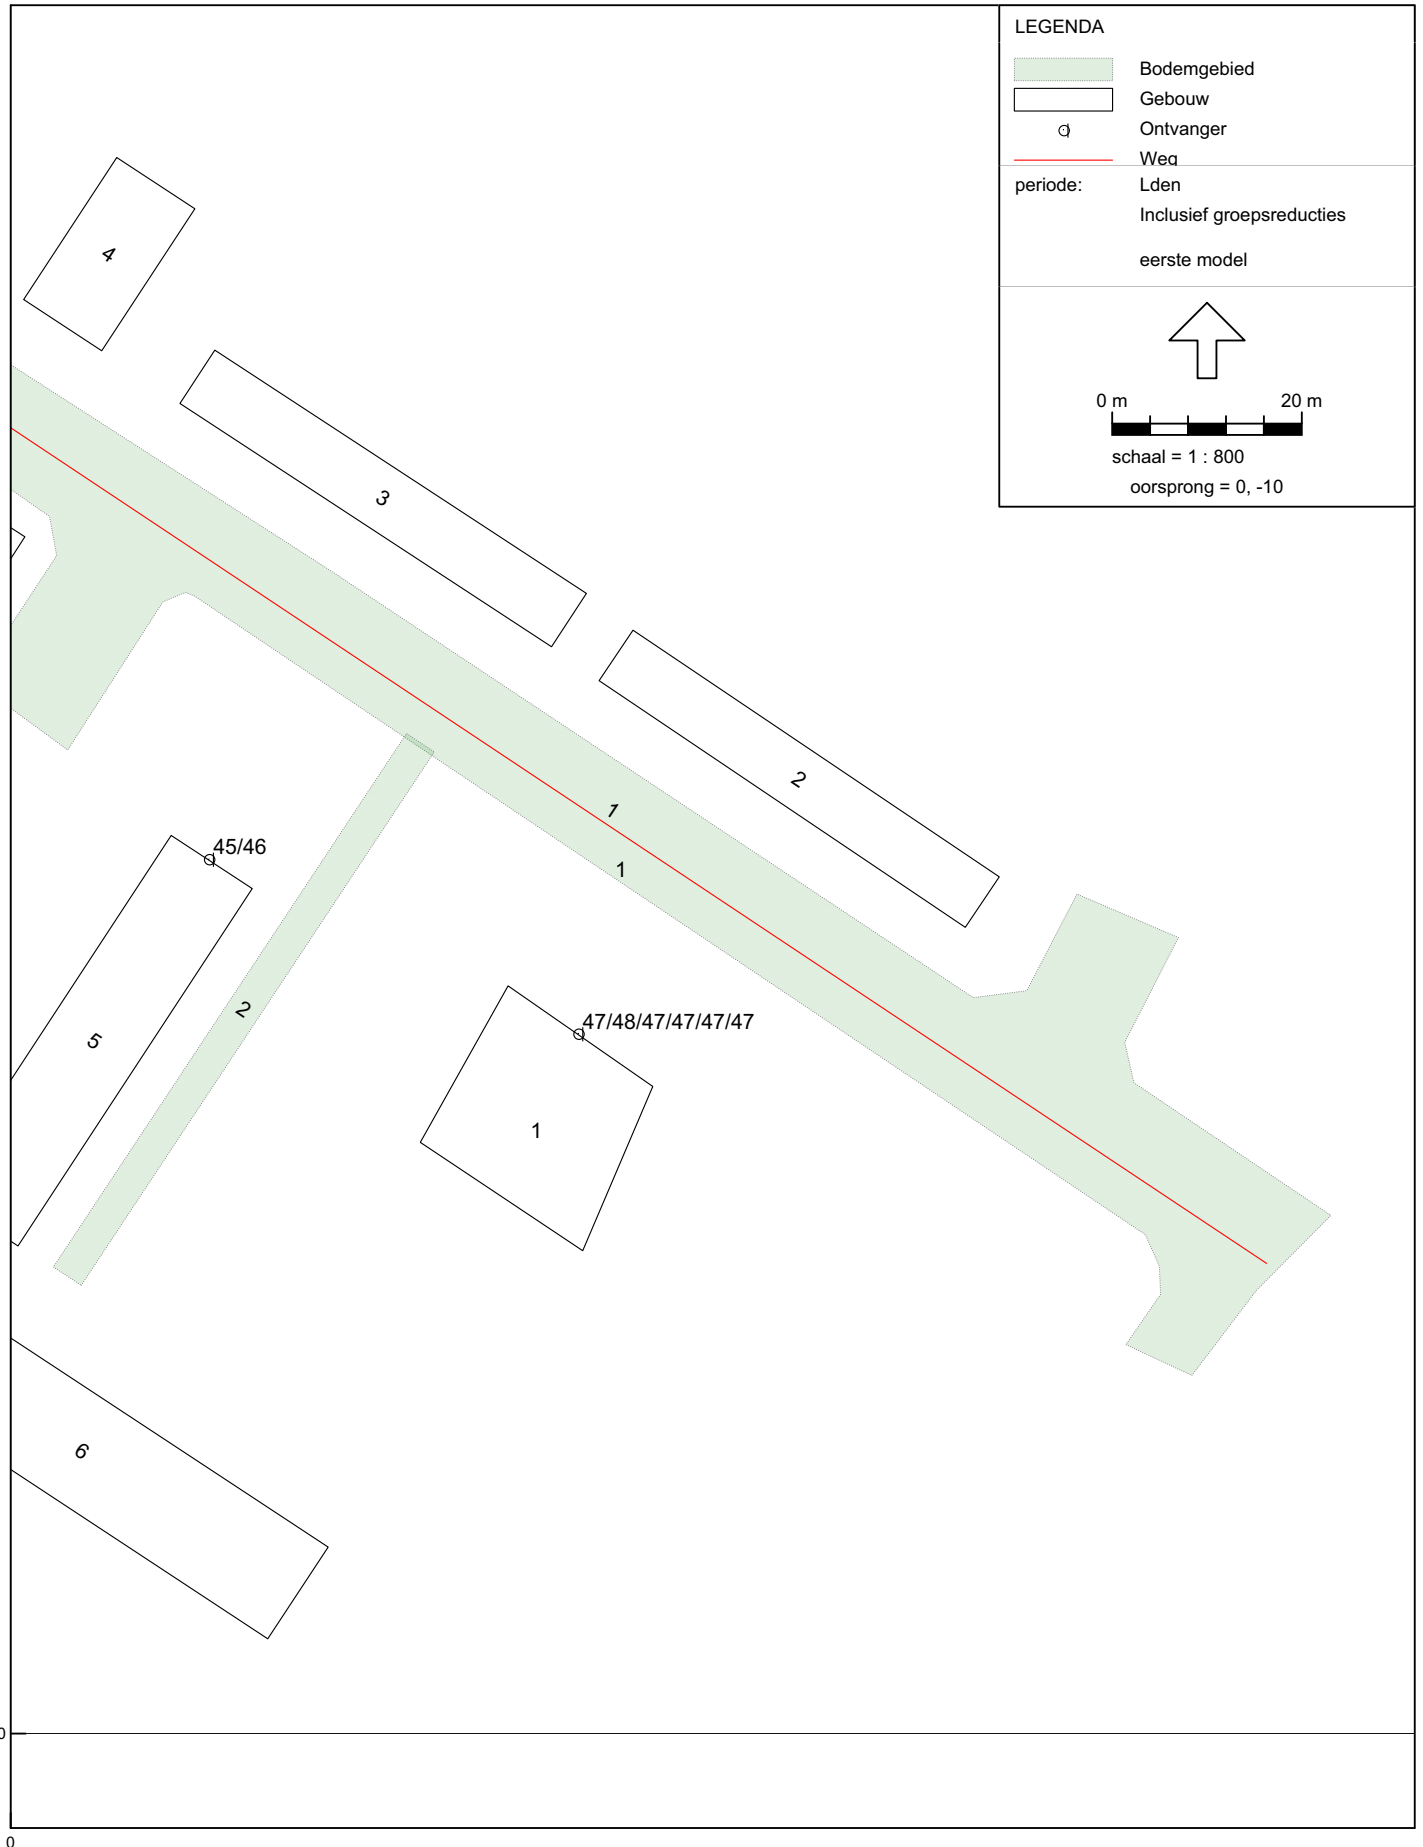 LEGENDA
Bodemgebied
Gebouw
Ontvanger
Weg
periode: Lden
Inclusief groepsreducties
eerste model
0 m 20 m
schaal = 1 : 800
oorsprong = 0, -10
4
3
2
1
1
45/46
2
5
47/48/47/47/47/47
1
6
0
0